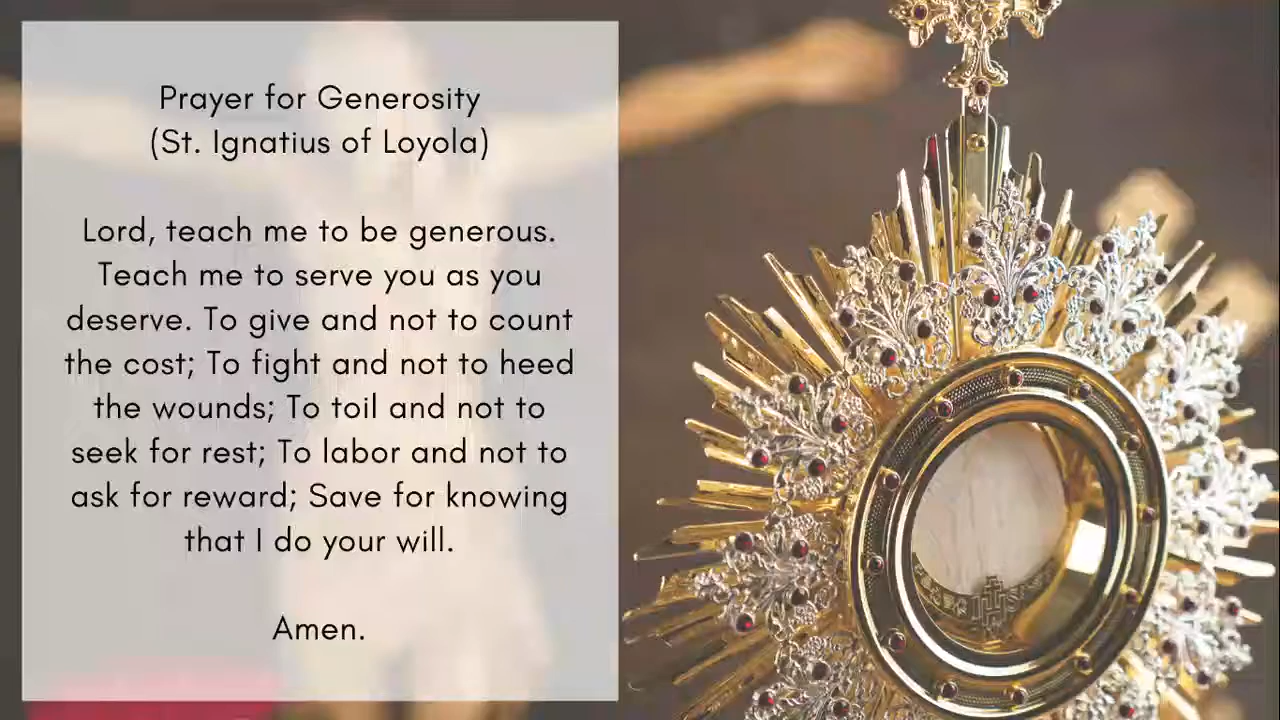 Prayer for Generosity
(St. Ignatius of Loyola)
Lord, teach me to be generous.
Teach me to serve you as you
deserve. To give and not to count
the cost; To fight and not to heed
the wounds; To toil and not to
seek for rest; To labor and not to
ask for reward; Save for knowing
that I do your will.
Amen.